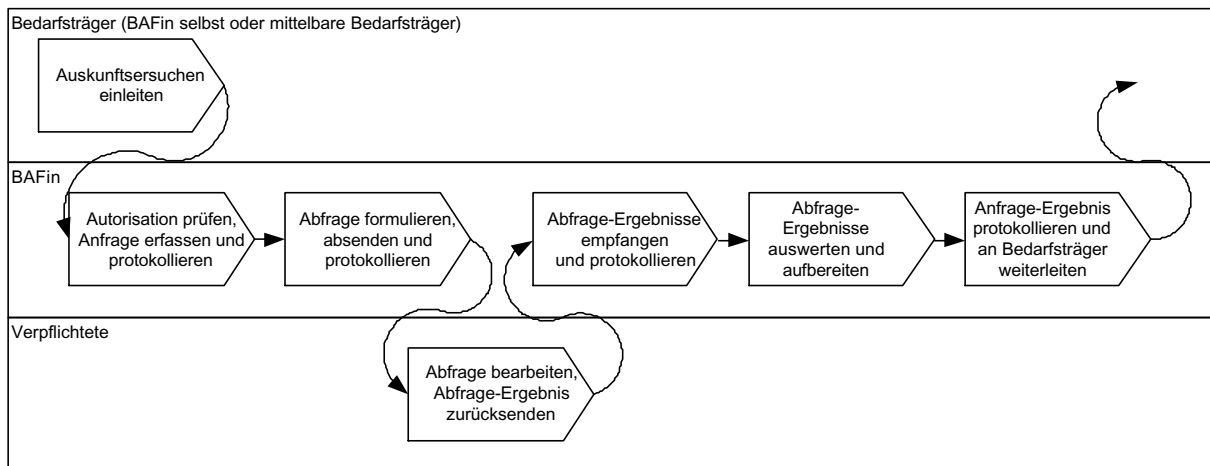 Bedarfsträger (BAFin selbst oder mittelbare Bedarfsträger)
Auskunftsersuchen
einleiten
BAFin
Autorisation prüfen,
Anfrage erfassen und
protokollieren
Abfrage formulieren,
absenden und
protokollieren
Abfrage-Ergebnisse
empfangen
und protokollieren
Abfrage-
Ergebnisse
auswerten und
aufbereiten
Anfrage-Ergebnis
protokollieren und
an Bedarfsträger
weiterleiten
Verpflichtete
Abfrage bearbeiten,
Abfrage-Ergebnis
zurücksenden